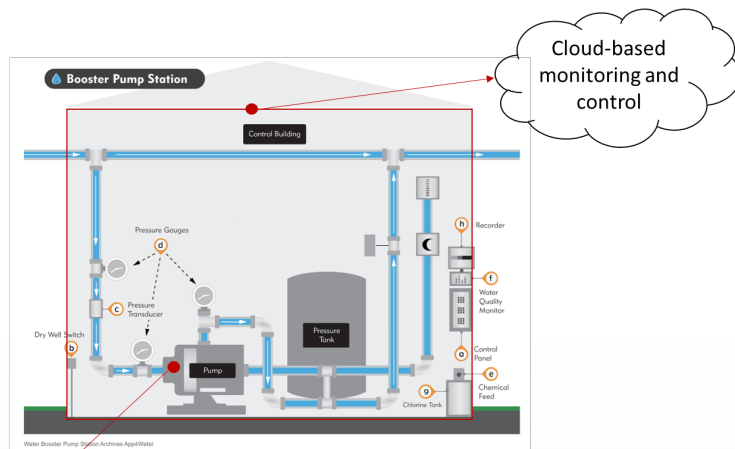 Cloud-based
monitoring and
control
Booster Pump Station
Control Building
Pressure Gauges
d
h
Recorder
f
Water
Quality
Monitor
c
Pressure
Transducer
Dry Well Switch
b
Pressure
Tank
Pump
a
Control
Panel
e
Chemical
Feed
g
Chlorine Tank
Water Booster Pump Station Archives App4Water